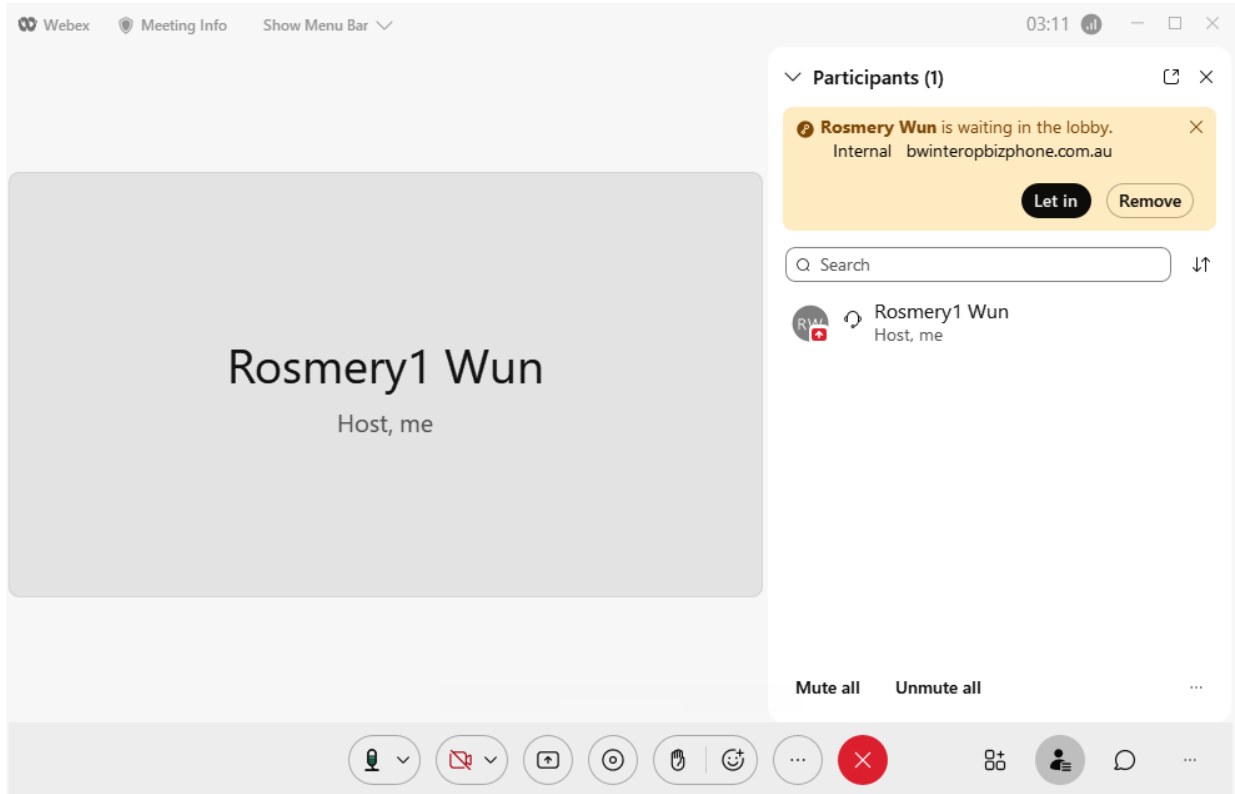 Webex Meeting Info Show Menu Bar 03:11
Participants (1)
Rosmery Wun is waiting in the lobby.
Internal bwinteropbizphone.com.au
Let in Remove
Search
RW Rosmery1 Wun
Host, me
Rosmery1 Wun
Host, me
Mute all Unmute all